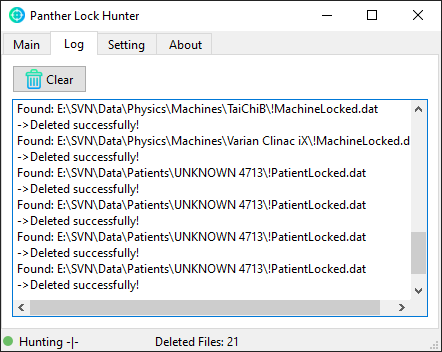 Panther Lock Hunter
Main Log Setting About
Clear
Found: E:\SVN\Data\Physics\Machines\TaiChiB\!MachineLocked.dat
->Deleted successfully!
Found: E:\SVN\Data\Physics\Machines\Varian Clinac iX\!MachineLocked.d
->Deleted successfully!
Found: E:\SVN\Data\Patients\UNKNOWN 4713\!PatientLocked.dat
->Deleted successfully!
Found: E:\SVN\Data\Patients\UNKNOWN 4713\!PatientLocked.dat
->Deleted successfully!
Found: E:\SVN\Data\Patients\UNKNOWN 4713\!PatientLocked.dat
->Deleted successfully!
Found: E:\SVN\Data\Patients\UNKNOWN 4713\!PatientLocked.dat
->Deleted successfully!
Hunting -|- Deleted Files: 21